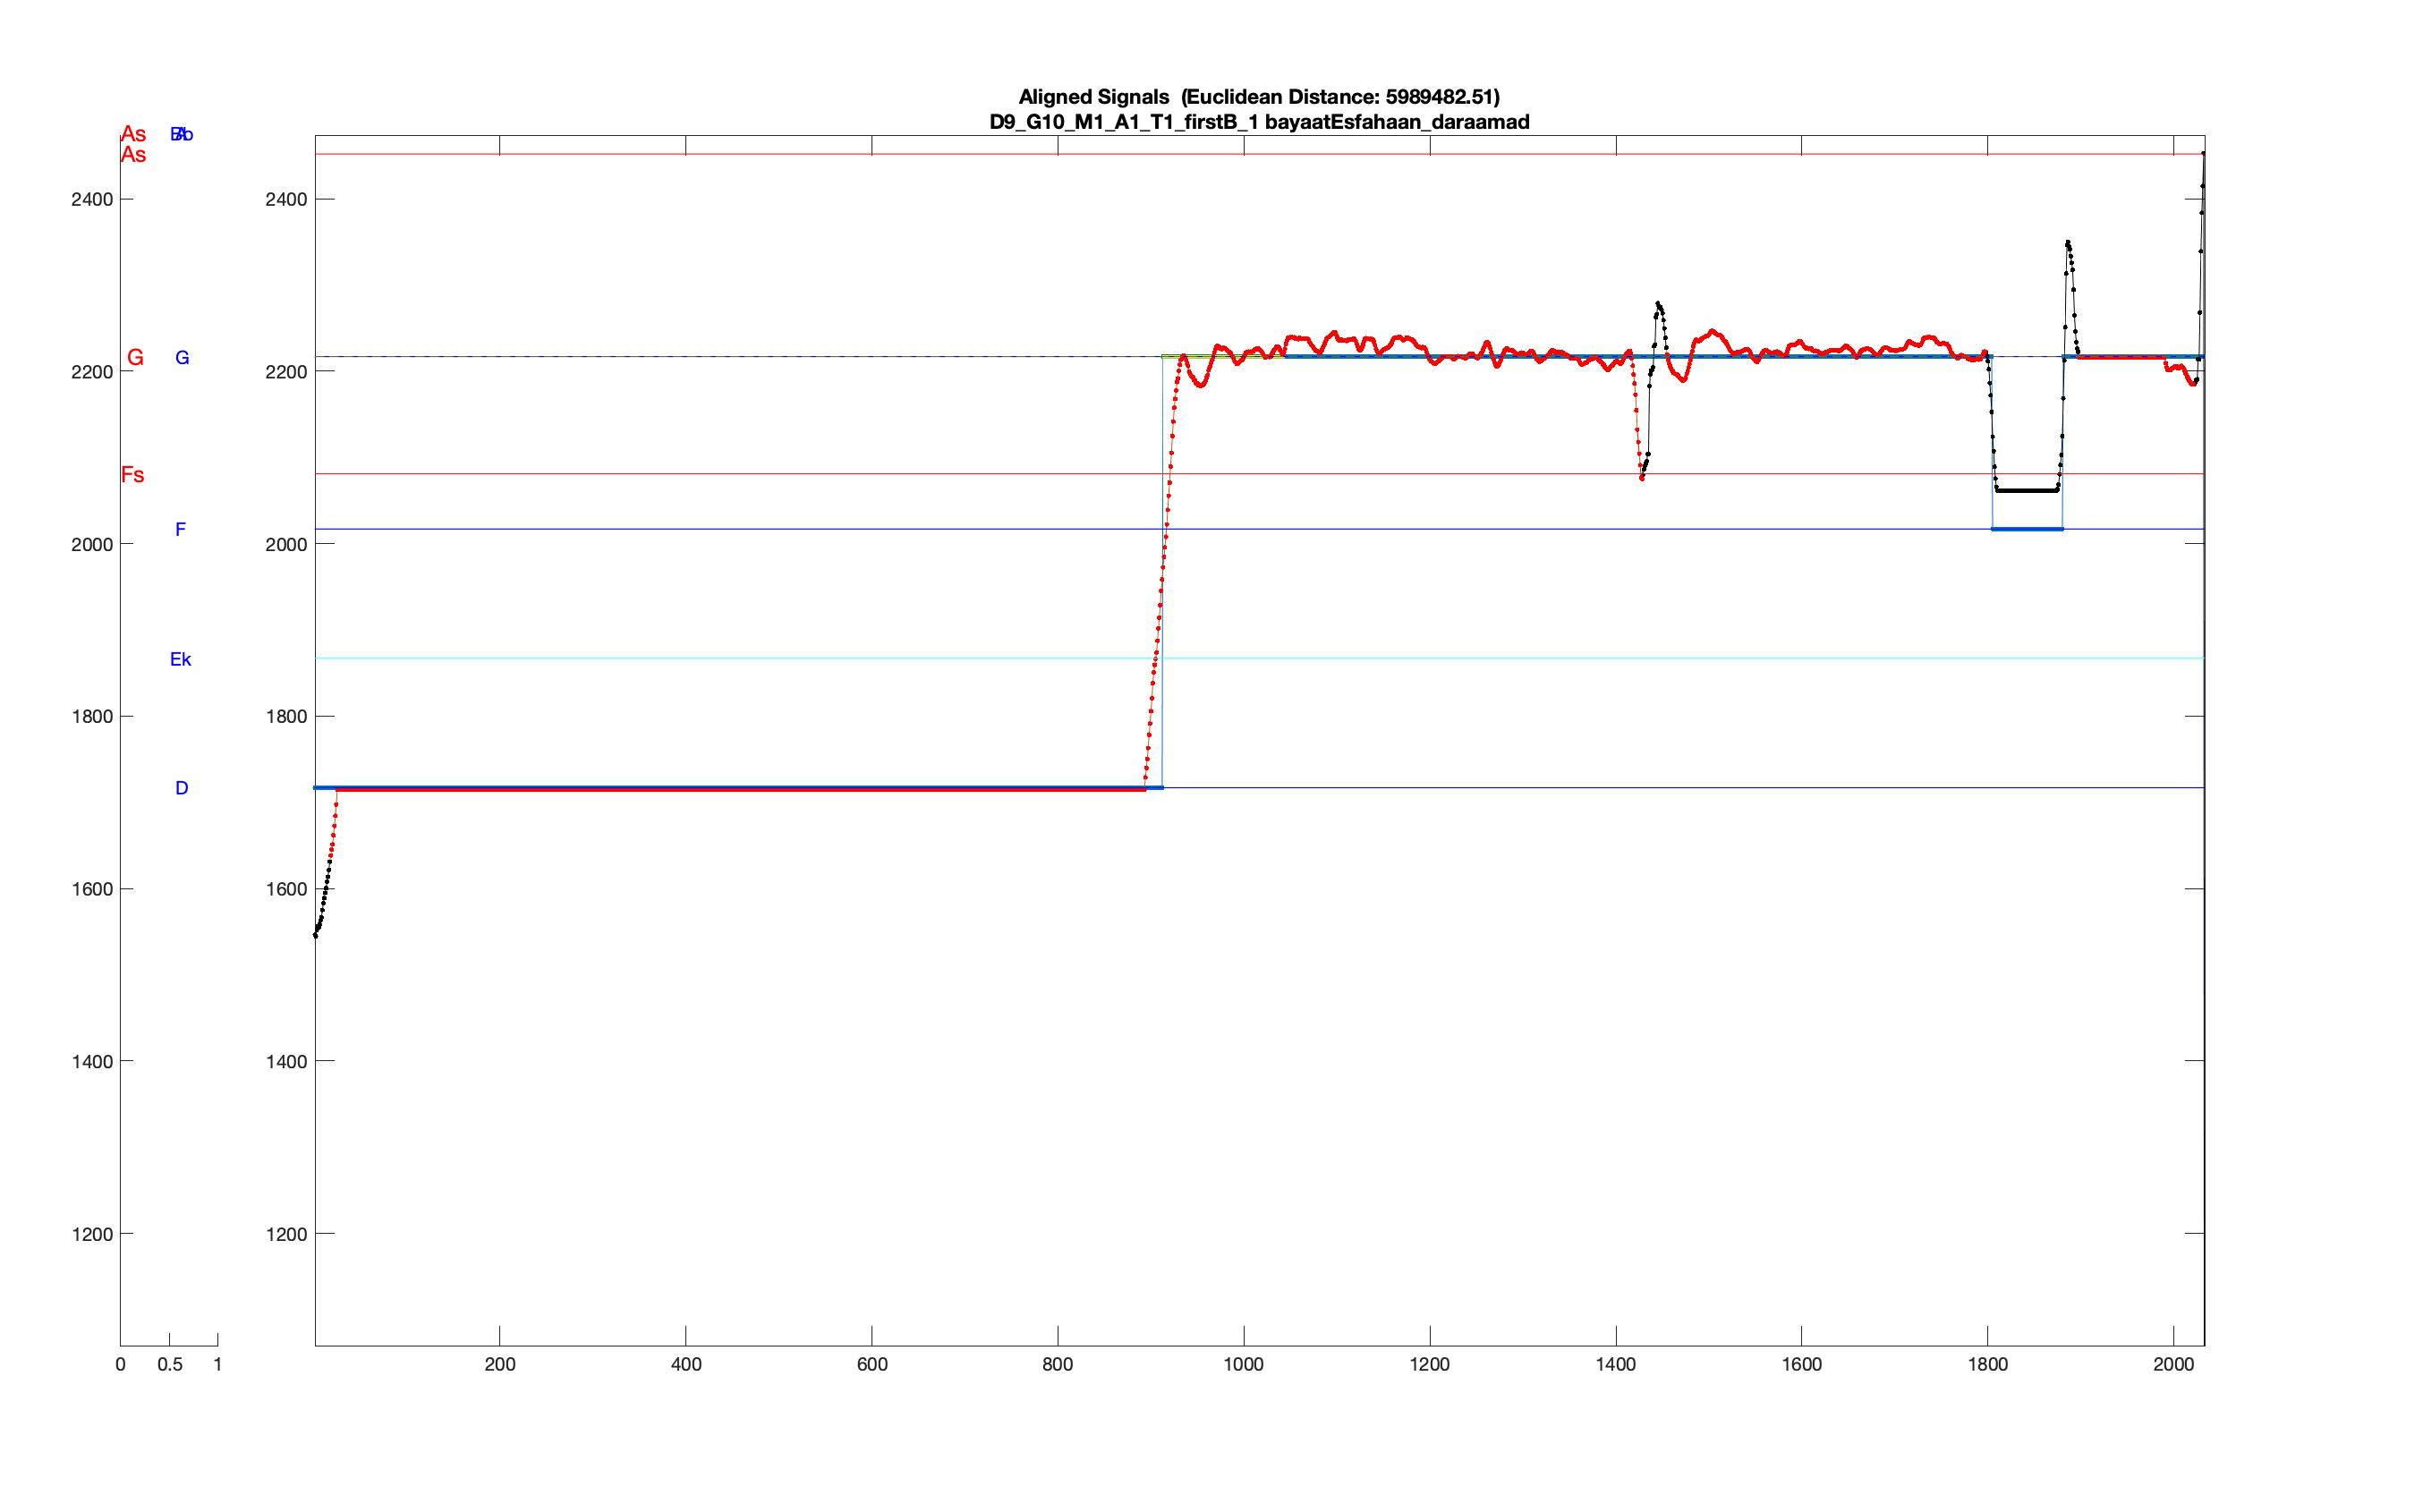 Aligned Signals (Euclidean Distance: 5989482.51)
D9_G10_M1_A1_T1_firstB_1 bayaatEsfahaan_daraamad
As
As
2400 2400
G G
2200 2200
Fs
F
2000 2000
Ek
1800 1800
D
1600 1600
1400 1400
1200 1200
0 0.5 1 200 400 600 800 1000 1200 1400 1600 1800 2000